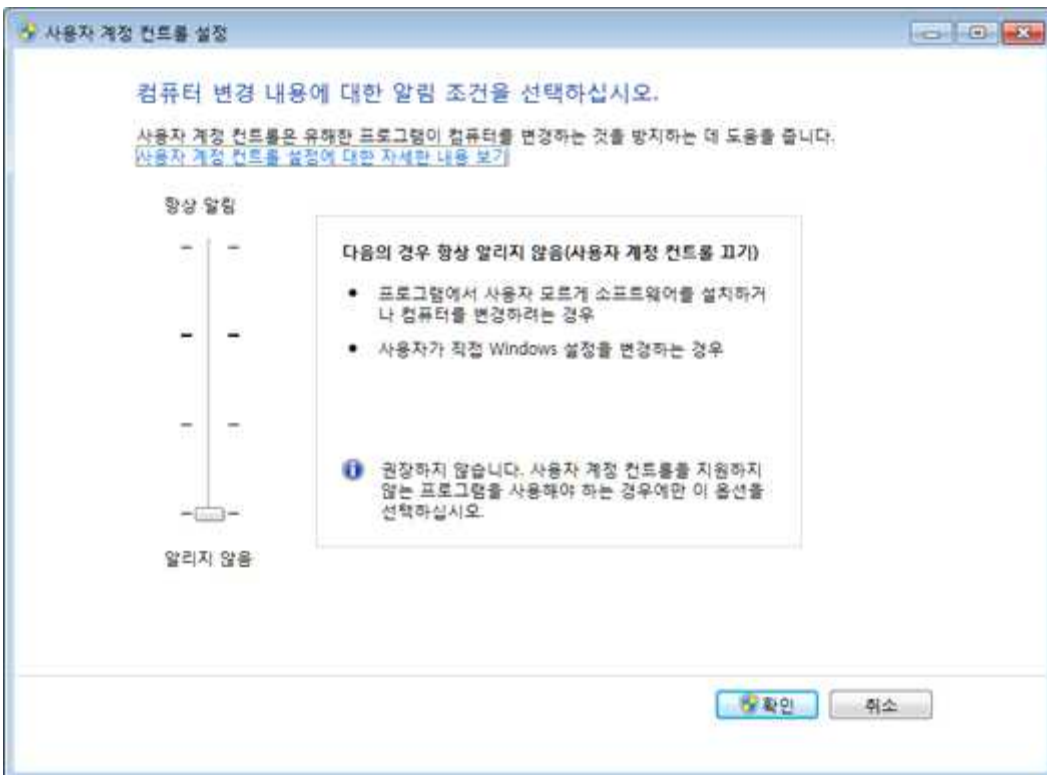 사용자 계정 컨트롤 설정
컴퓨터 변경 내용에 대한 알림 조건을 선택하십시오.
사용자 계정 컨트롤은 유해한 프로그램이 컴퓨터를 변경하는 것을 방지하는 데 도움을 줍니다.
사용자 계정 컨트롤 설정에 대한 자세한 내용 보기
항상 알림
다음의 경우 항상 알리지 않음(사용자 계정 컨트롤 끄기)
• 프로그램에서 사용자 모르게 소프트웨어를 설치하거
나 컴퓨터를 변경하려는 경우
• 사용자가 직접 Windows 설정을 변경하는 경우
권장하지 않습니다. 사용자 계정 컨트롤을 지원하지
않는 프로그램을 사용해야 하는 경우에만 이 옵션을
선택하십시오.
알리지 않음
확인
취소